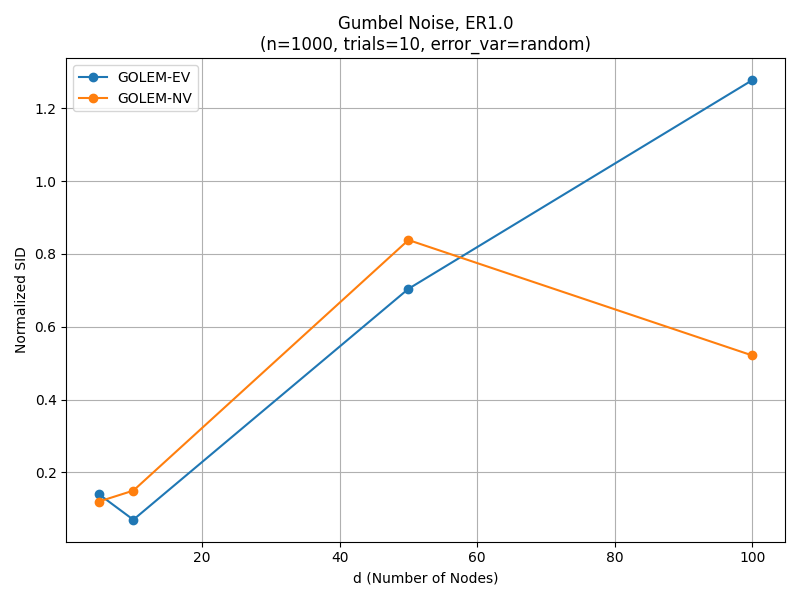 Gumbel Noise, ER1.0
(n=1000, trials=10, error_var=random)
GOLEM-EV
GOLEM-NV
Normalized SID
1.2
1.0
0.8
0.6
0.4
0.2
20 40 60 80 100
d (Number of Nodes)